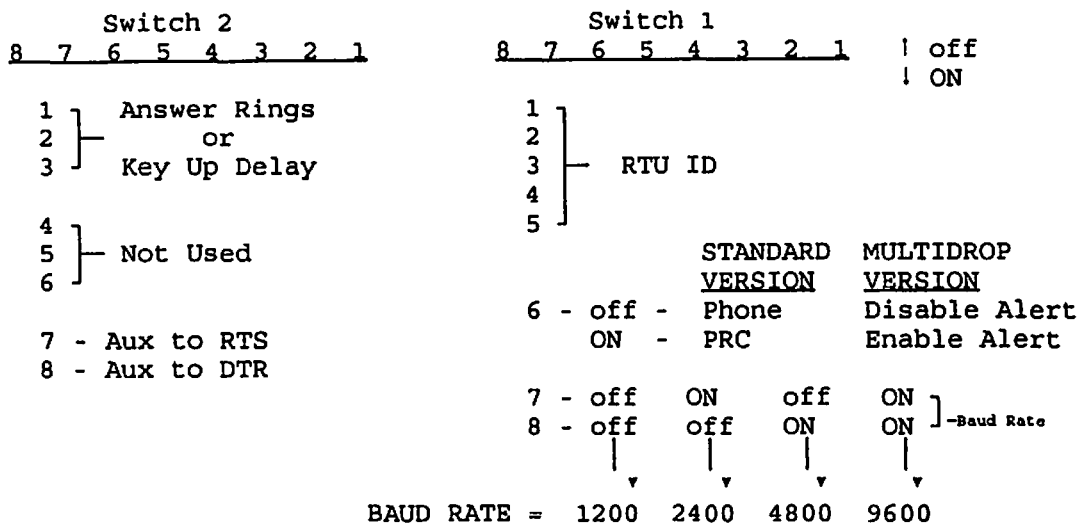 Switch 2
8 7 6 5 4 3 2 1
1 Answer Rings
2 or
3 Key Up Delay
4
5 Not Used
6
7 - Aux to RTS
8 - Aux to DTR
Switch 1
8 7 6 5 4 3 2 1
↑ off
↓ ON
1
2
3 RTU ID
4
5
STANDARD MULTIDROP
VERSION VERSION
6 - off - Phone Disable Alert
ON - PRC Enable Alert
7 - off ON off ON
8 - off off ON ON -Baud Rate
BAUD RATE = 1200 2400 4800 9600